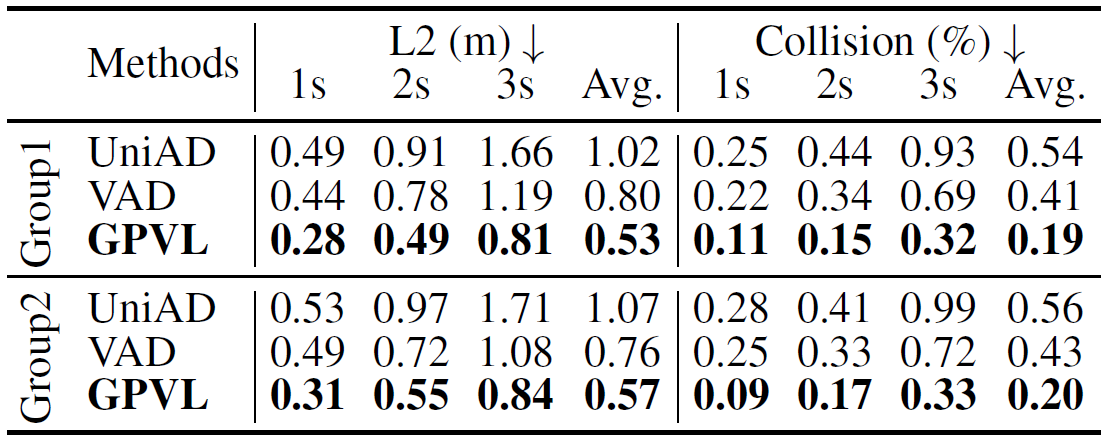 Methods L2 (m) ↓ Collision (%) ↓
1s 2s 3s Avg. 1s 2s 3s Avg.
Group1
UniAD 0.49 0.91 1.66 1.02 0.25 0.44 0.93 0.54
VAD 0.44 0.78 1.19 0.80 0.22 0.34 0.69 0.41
GPVL 0.28 0.49 0.81 0.53 0.11 0.15 0.32 0.19
Group2
UniAD 0.53 0.97 1.71 1.07 0.28 0.41 0.99 0.56
VAD 0.49 0.72 1.08 0.76 0.25 0.33 0.72 0.43
GPVL 0.31 0.55 0.84 0.57 0.09 0.17 0.33 0.20